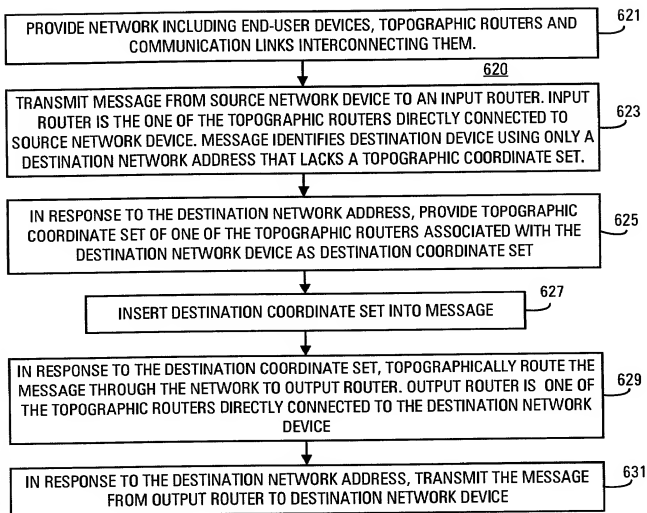 PROVIDE NETWORK INCLUDING END-USER DEVICES, TOPOGRAPHIC ROUTERS AND
COMMUNICATION LINKS INTERCONNECTING THEM.
621
620
TRANSMIT MESSAGE FROM SOURCE NETWORK DEVICE TO AN INPUT ROUTER. INPUT
ROUTER IS THE ONE OF THE TOPOGRAPHIC ROUTERS DIRECTLY CONNECTED TO
SOURCE NETWORK DEVICE. MESSAGE IDENTIFIES DESTINATION DEVICE USING ONLY A
DESTINATION NETWORK ADDRESS THAT LACKS A TOPOGRAPHIC COORDINATE SET.
623
IN RESPONSE TO THE DESTINATION NETWORK ADDRESS, PROVIDE TOPOGRAPHIC
COORDINATE SET OF ONE OF THE TOPOGRAPHIC ROUTERS ASSOCIATED WITH THE
DESTINATION NETWORK DEVICE AS DESTINATION COORDINATE SET
625
INSERT DESTINATION COORDINATE SET INTO MESSAGE
627
IN RESPONSE TO THE DESTINATION COORDINATE SET, TOPOGRAPHICALLY ROUTE THE
MESSAGE THROUGH THE NETWORK TO OUTPUT ROUTER. OUTPUT ROUTER IS ONE OF
THE TOPOGRAPHIC ROUTERS DIRECTLY CONNECTED TO THE DESTINATION NETWORK
DEVICE
629
IN RESPONSE TO THE DESTINATION NETWORK ADDRESS, TRANSMIT THE MESSAGE
FROM OUTPUT ROUTER TO DESTINATION NETWORK DEVICE
631